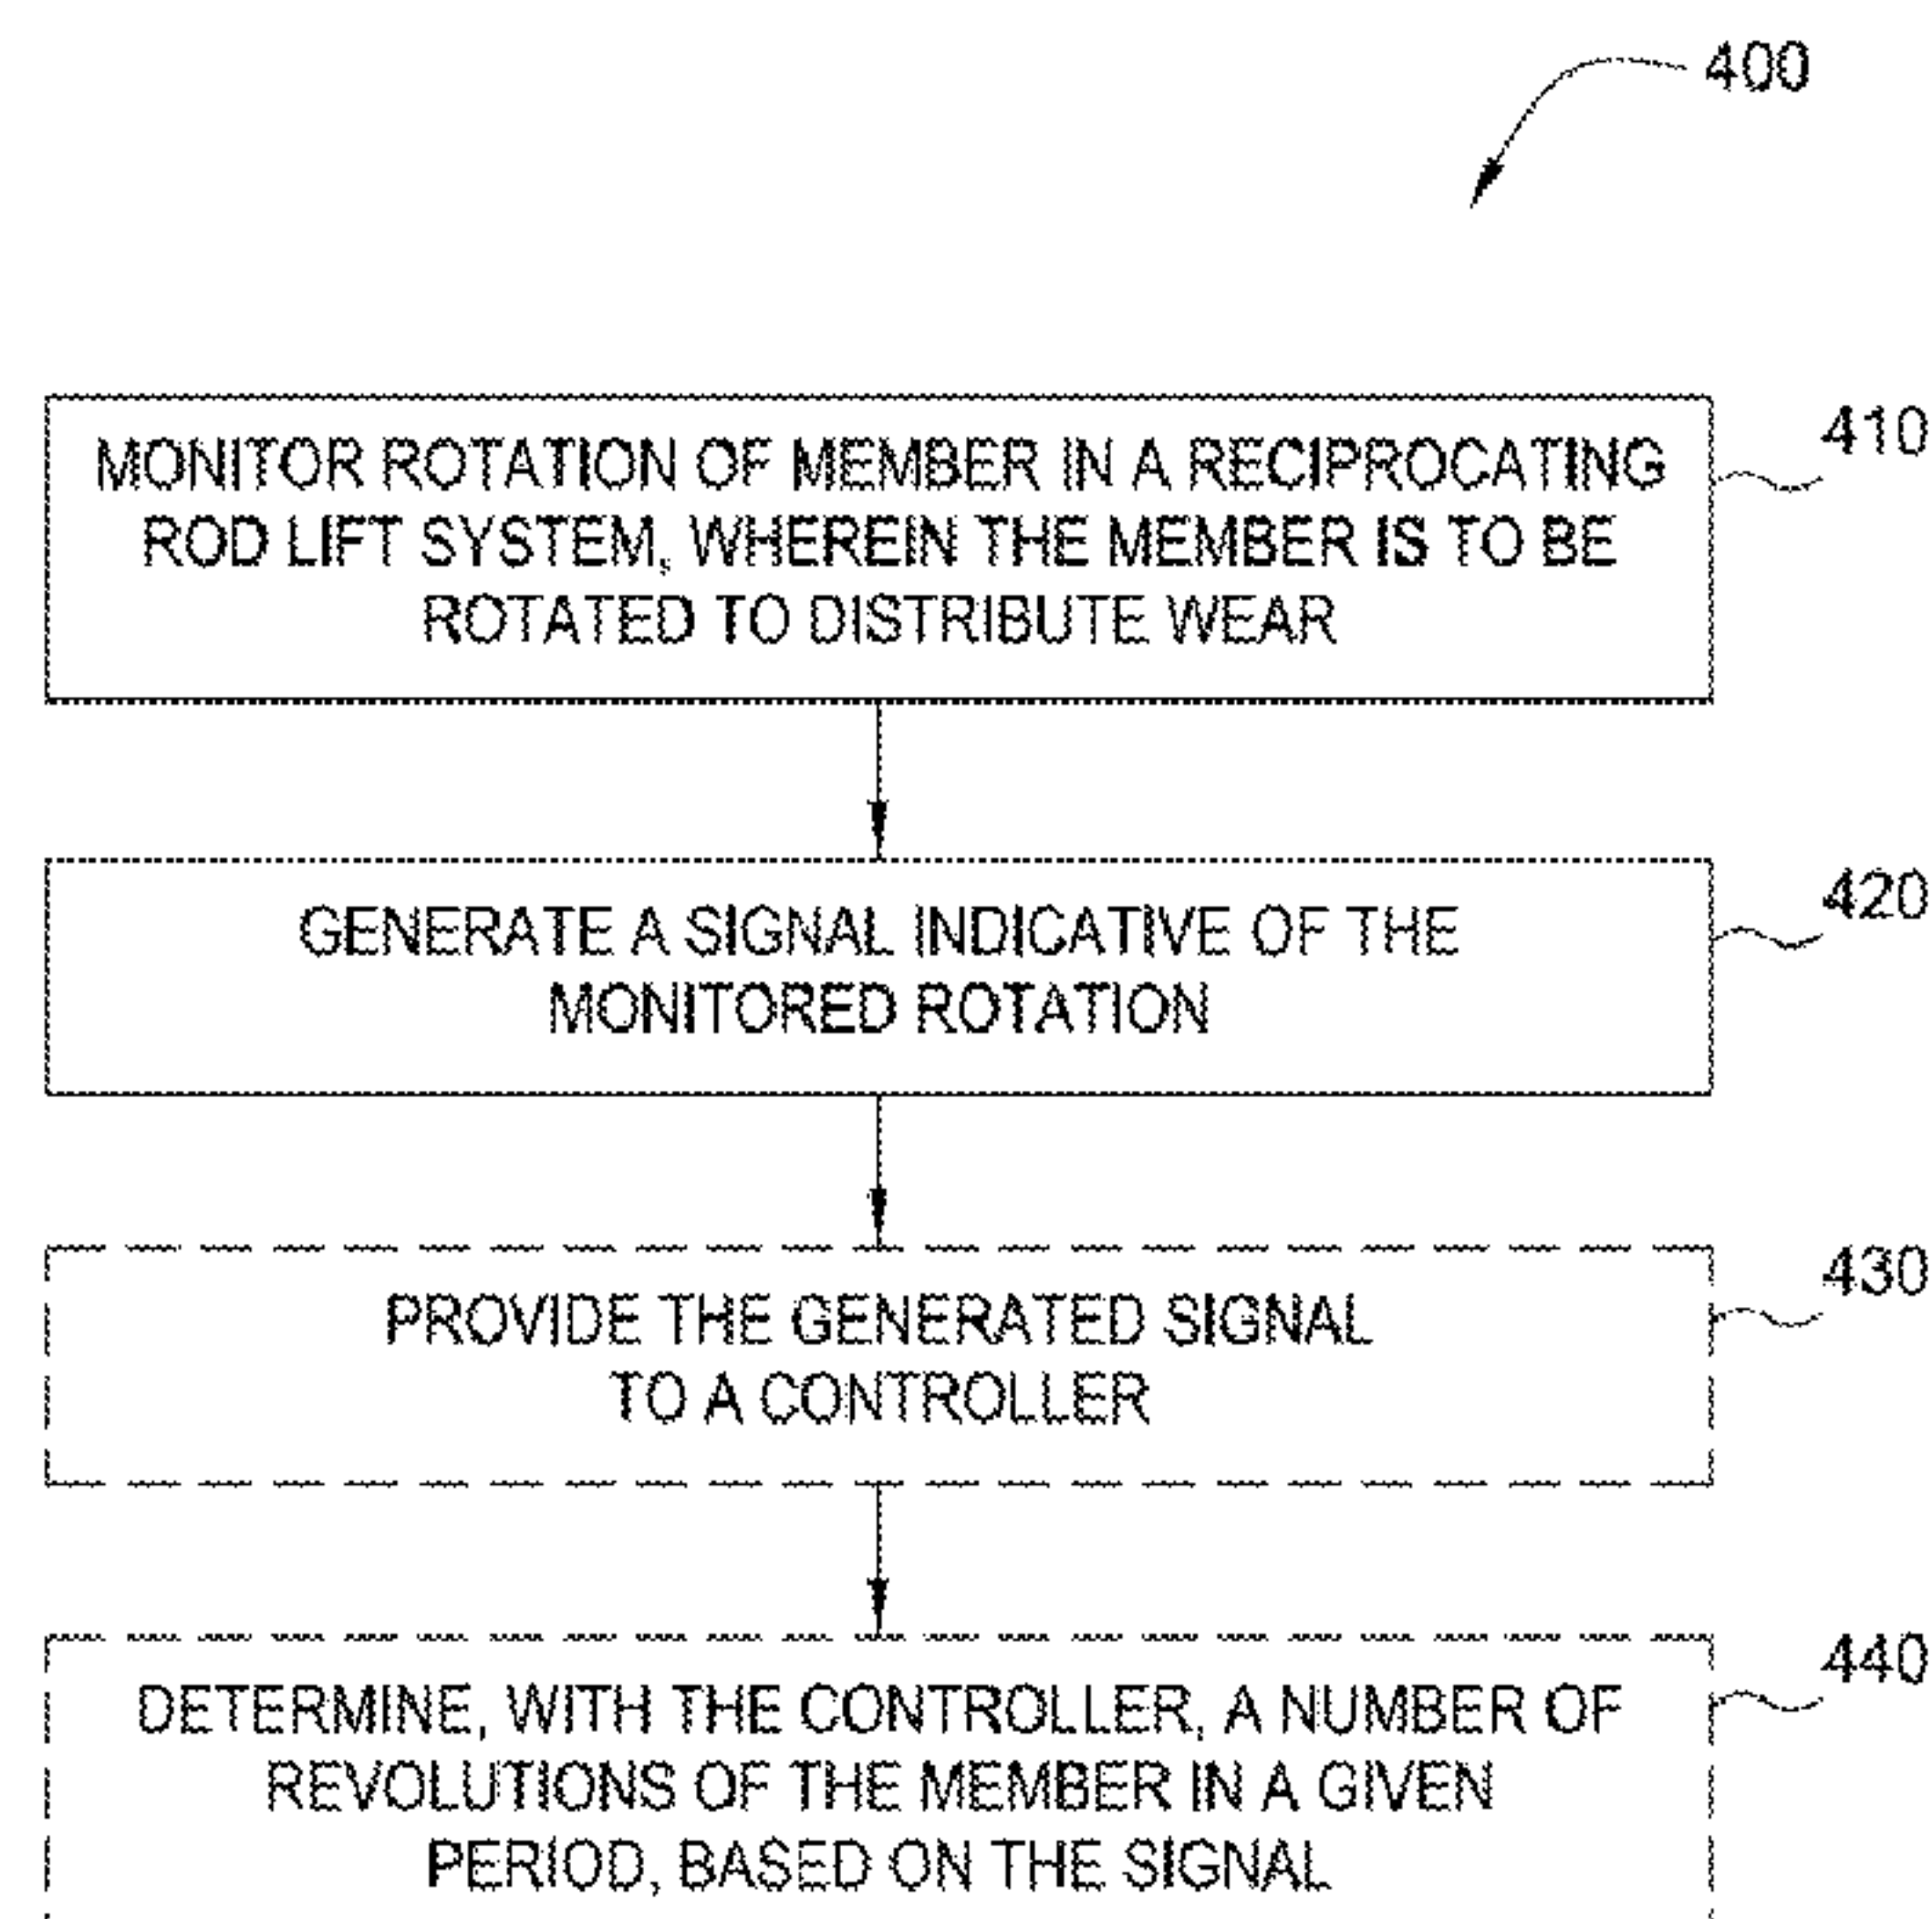 400
MONITOR ROTATION OF MEMBER IN A RECIPROCATING
ROD LIFT SYSTEM, WHEREIN THE MEMBER IS TO BE
ROTATED TO DISTRIBUTE WEAR
410
GENERATE A SIGNAL INDICATIVE OF THE
MONITORED ROTATION
420
PROVIDE THE GENERATED SIGNAL
TO A CONTROLLER
430
DETERMINE, WITH THE CONTROLLER, A NUMBER OF
REVOLUTIONS OF THE MEMBER IN A GIVEN
PERIOD, BASED ON THE SIGNAL
440